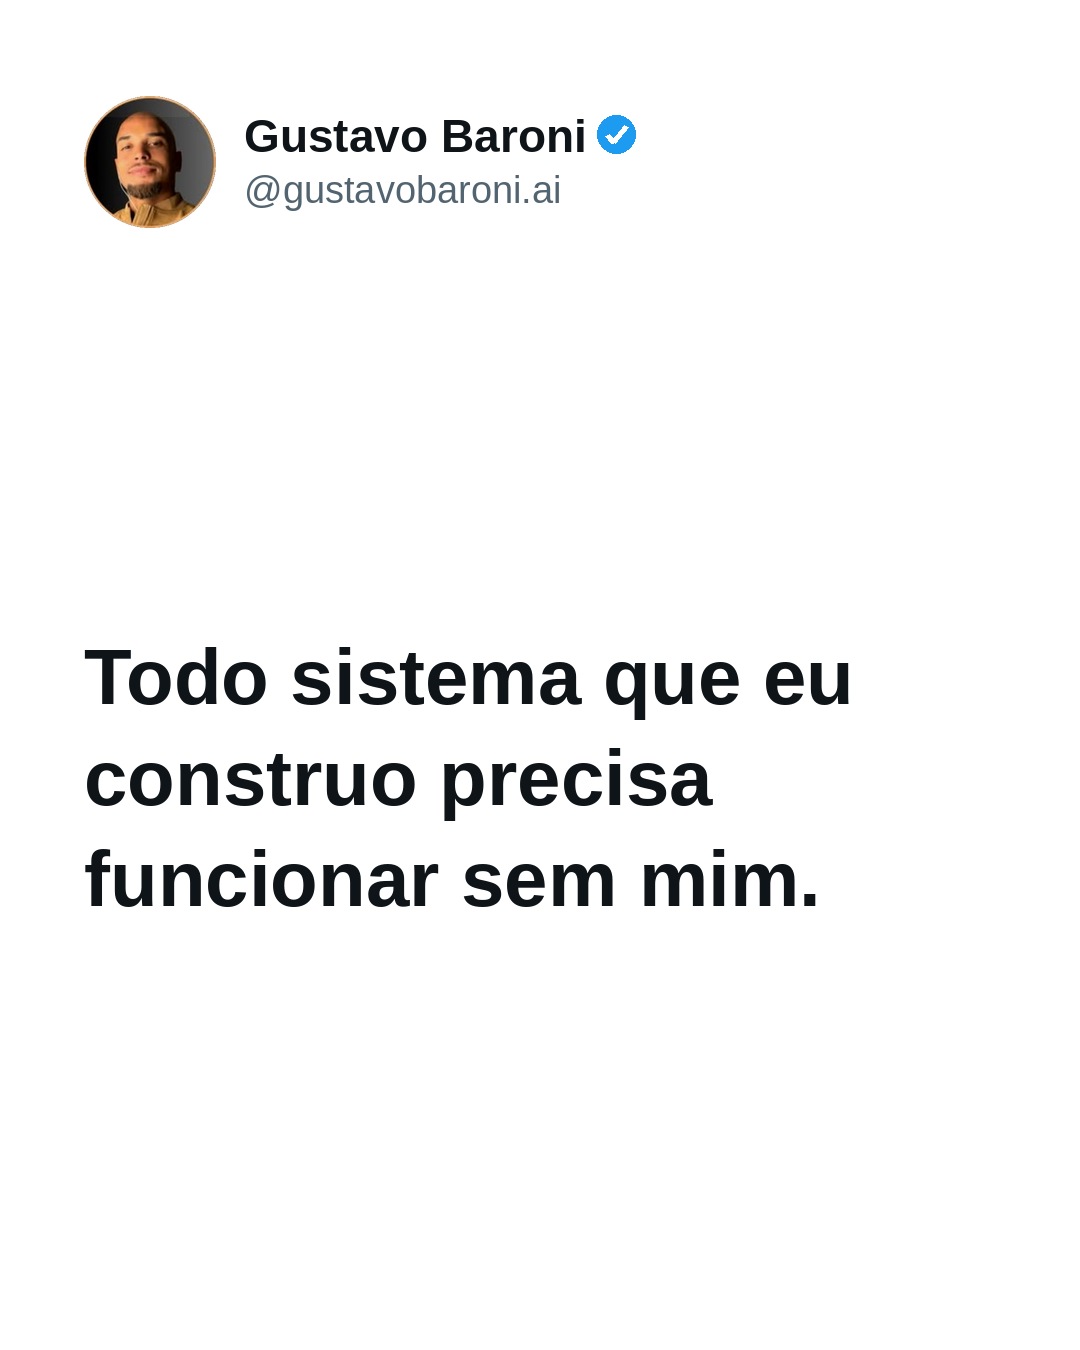 Gustavo Baroni
@gustavobaroni.ai
Todo sistema que eu
construo precisa
funcionar sem mim.